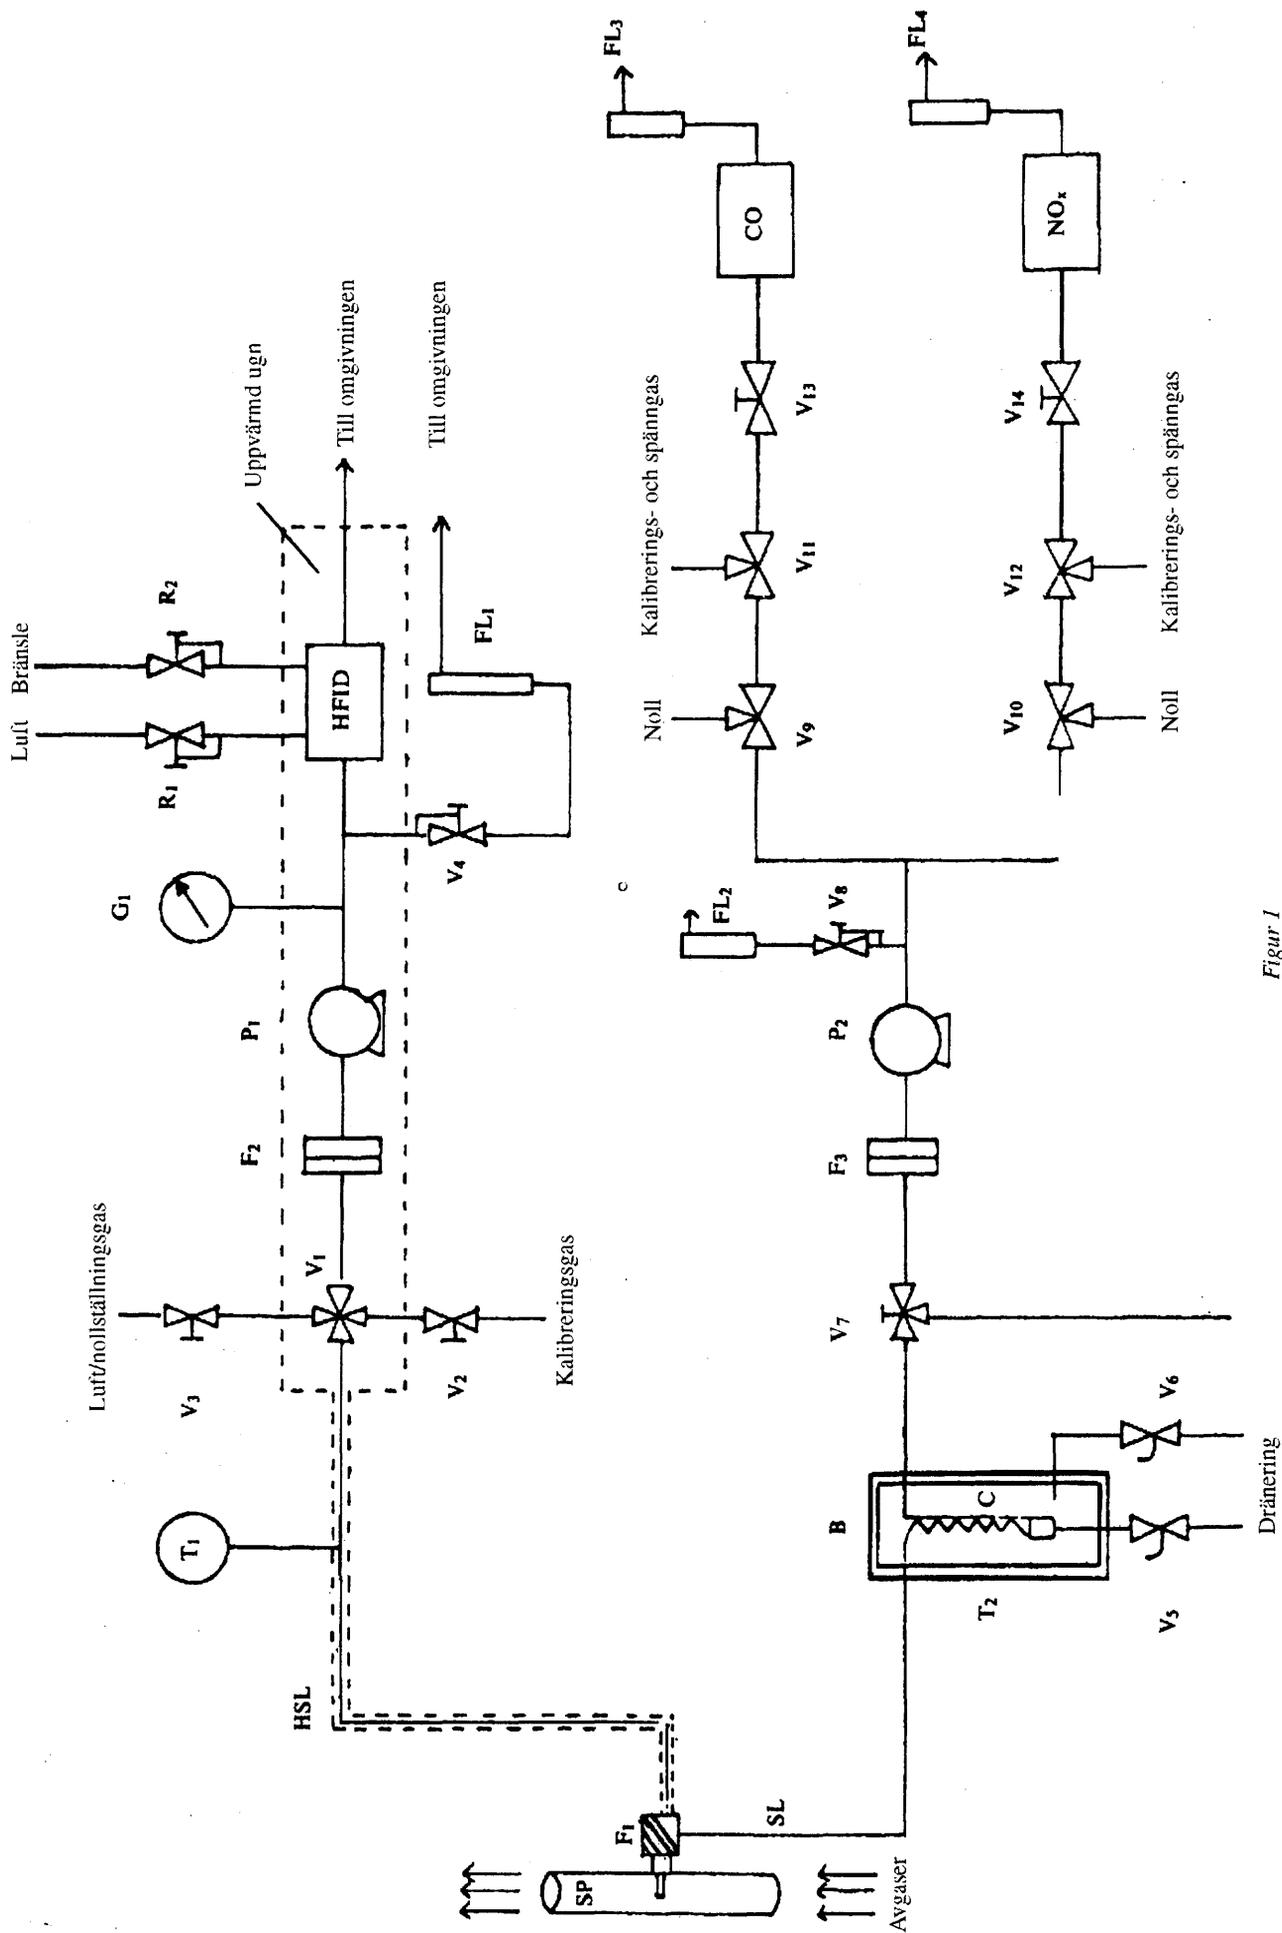 Luft
Bränsle
R₁
R₂
G₁
Uppvärmd ugn
Till omgivningen
Till omgivningen
HFID
FL₁
V₄
P₁
F₂
V₁
Luft/nollställningsgas
V₃
V₂
Kalibreringsgas
T₁
HSL
F₁
SP
SL
Avgaser
FL₃
FL₄
CO
NOₓ
V₁₃
V₁₄
Kalibrerings- och spänngas
V₁₁
V₁₂
Kalibrerings- och spänngas
Noll
V₉
V₁₀
Noll
FL₂
V₈
P₂
F₃
V₇
B
C
T₂
V₆
V₅
Dränering
Figur 1